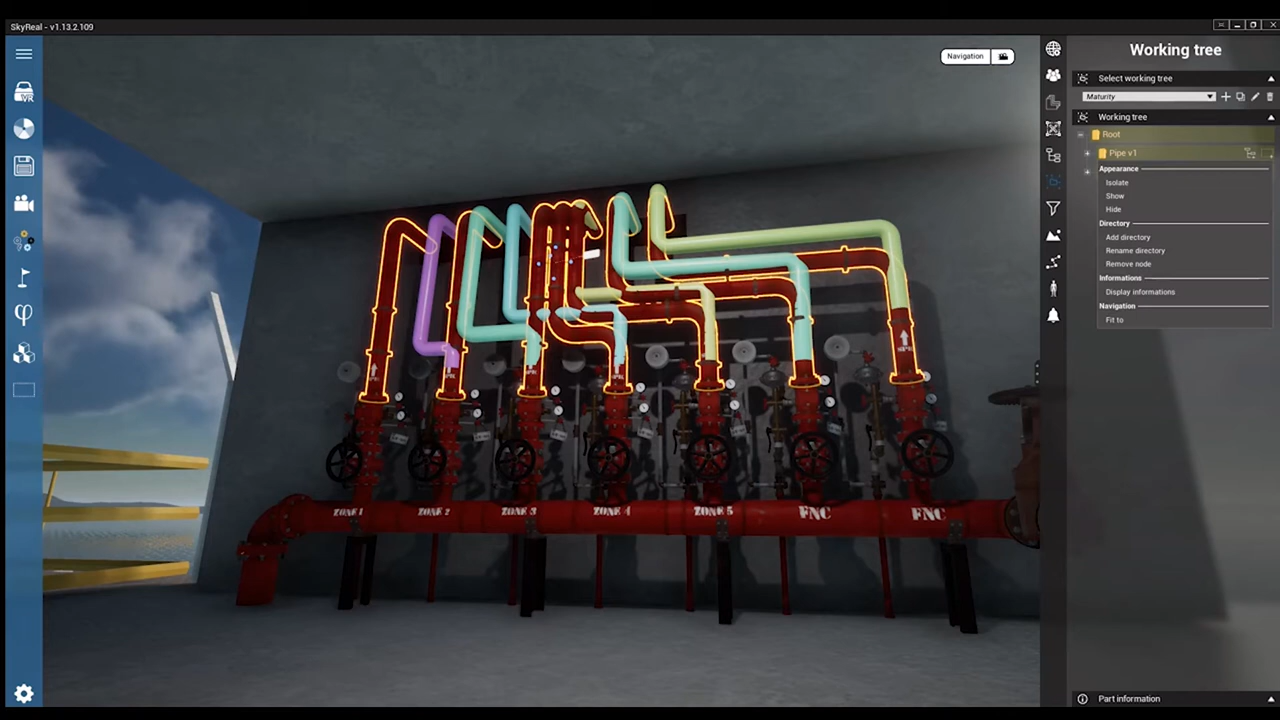 SkyReal - v1.13.2.109
Navigation
Working tree
Select working tree
Maturity
Working tree
Root
Pipe v1
Appearance
Isolate
Show
Hide
Directory
Add directory
Rename directory
Remove node
Informations
Display informations
Navigation
Fit to
VR
ZONE 1
ZONE 2
ZONE 3
ZONE 4
ZONE 5
FNC
FNC
Part information